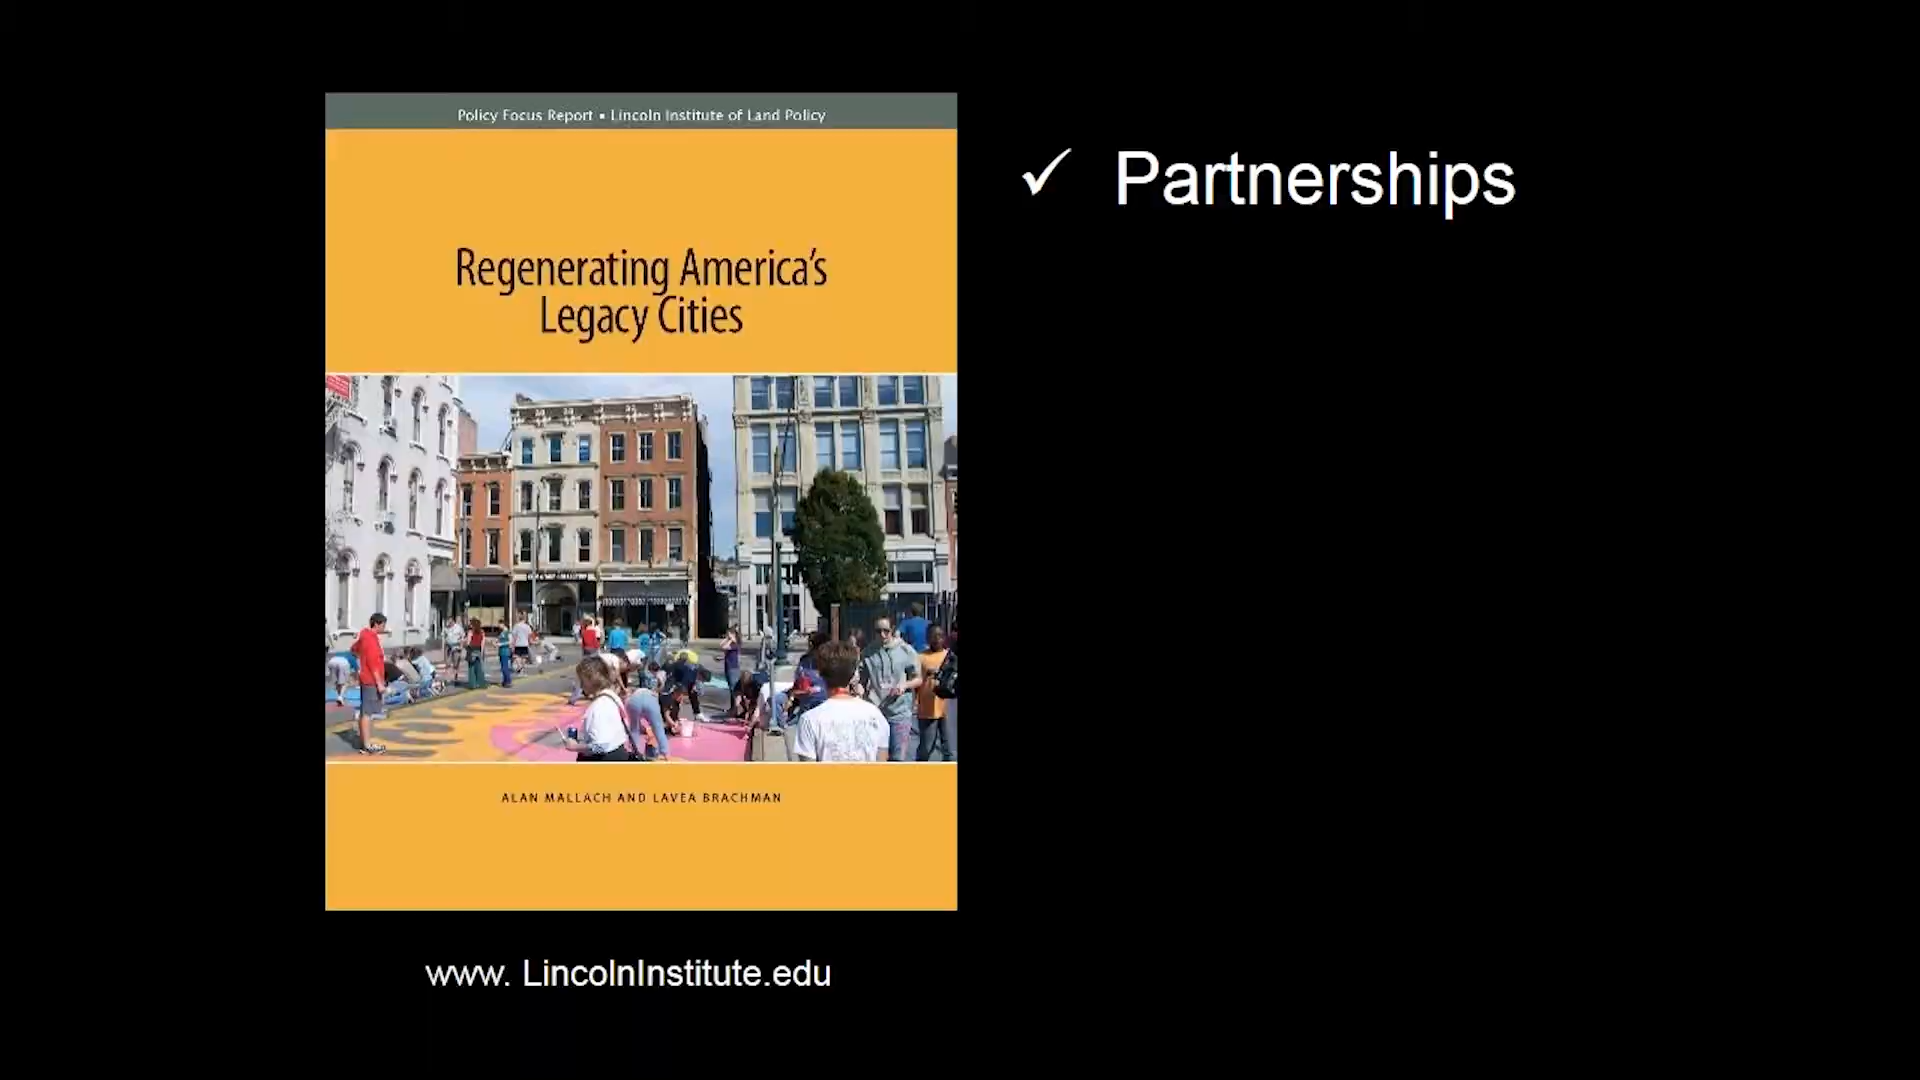 Policy Focus Report ▪ Lincoln Institute of Land Policy
Regenerating America's
Legacy Cities
ALAN MALLACH AND LAVEA BRACHMAN
www. LincolnInstitute.edu
✓ Partnerships